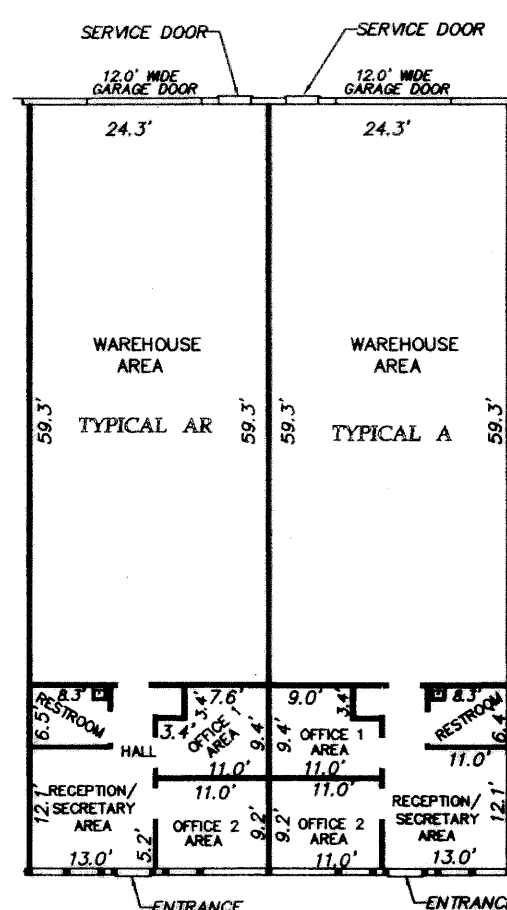 SERVICE DOOR
SERVICE DOOR
12.0' WIDE
GARAGE DOOR
12.0' WIDE
GARAGE DOOR
24.3'
24.3'
WAREHOUSE
AREA
WAREHOUSE
AREA
59.3'
TYPICAL AR
59.3'
59.3'
TYPICAL A
59.3'
8.3'
RESTROOM
6.5'
HALL
3.4'
3.4'
7.6'
OFFICE 1
AREA
9.4'
11.0'
9.0'
3.4'
9.4'
OFFICE 1
AREA
11.0'
8.3'
RESTROOM
6.4'
11.0'
12.1'
RECEPTION/
SECRETARY
AREA
13.0'
5.2'
11.0'
OFFICE 2
AREA
9.2'
11.0'
9.2'
OFFICE 2
AREA
11.0'
RECEPTION/
SECRETARY
AREA
12.1'
13.0'
ENTRANCE
ENTRANCE